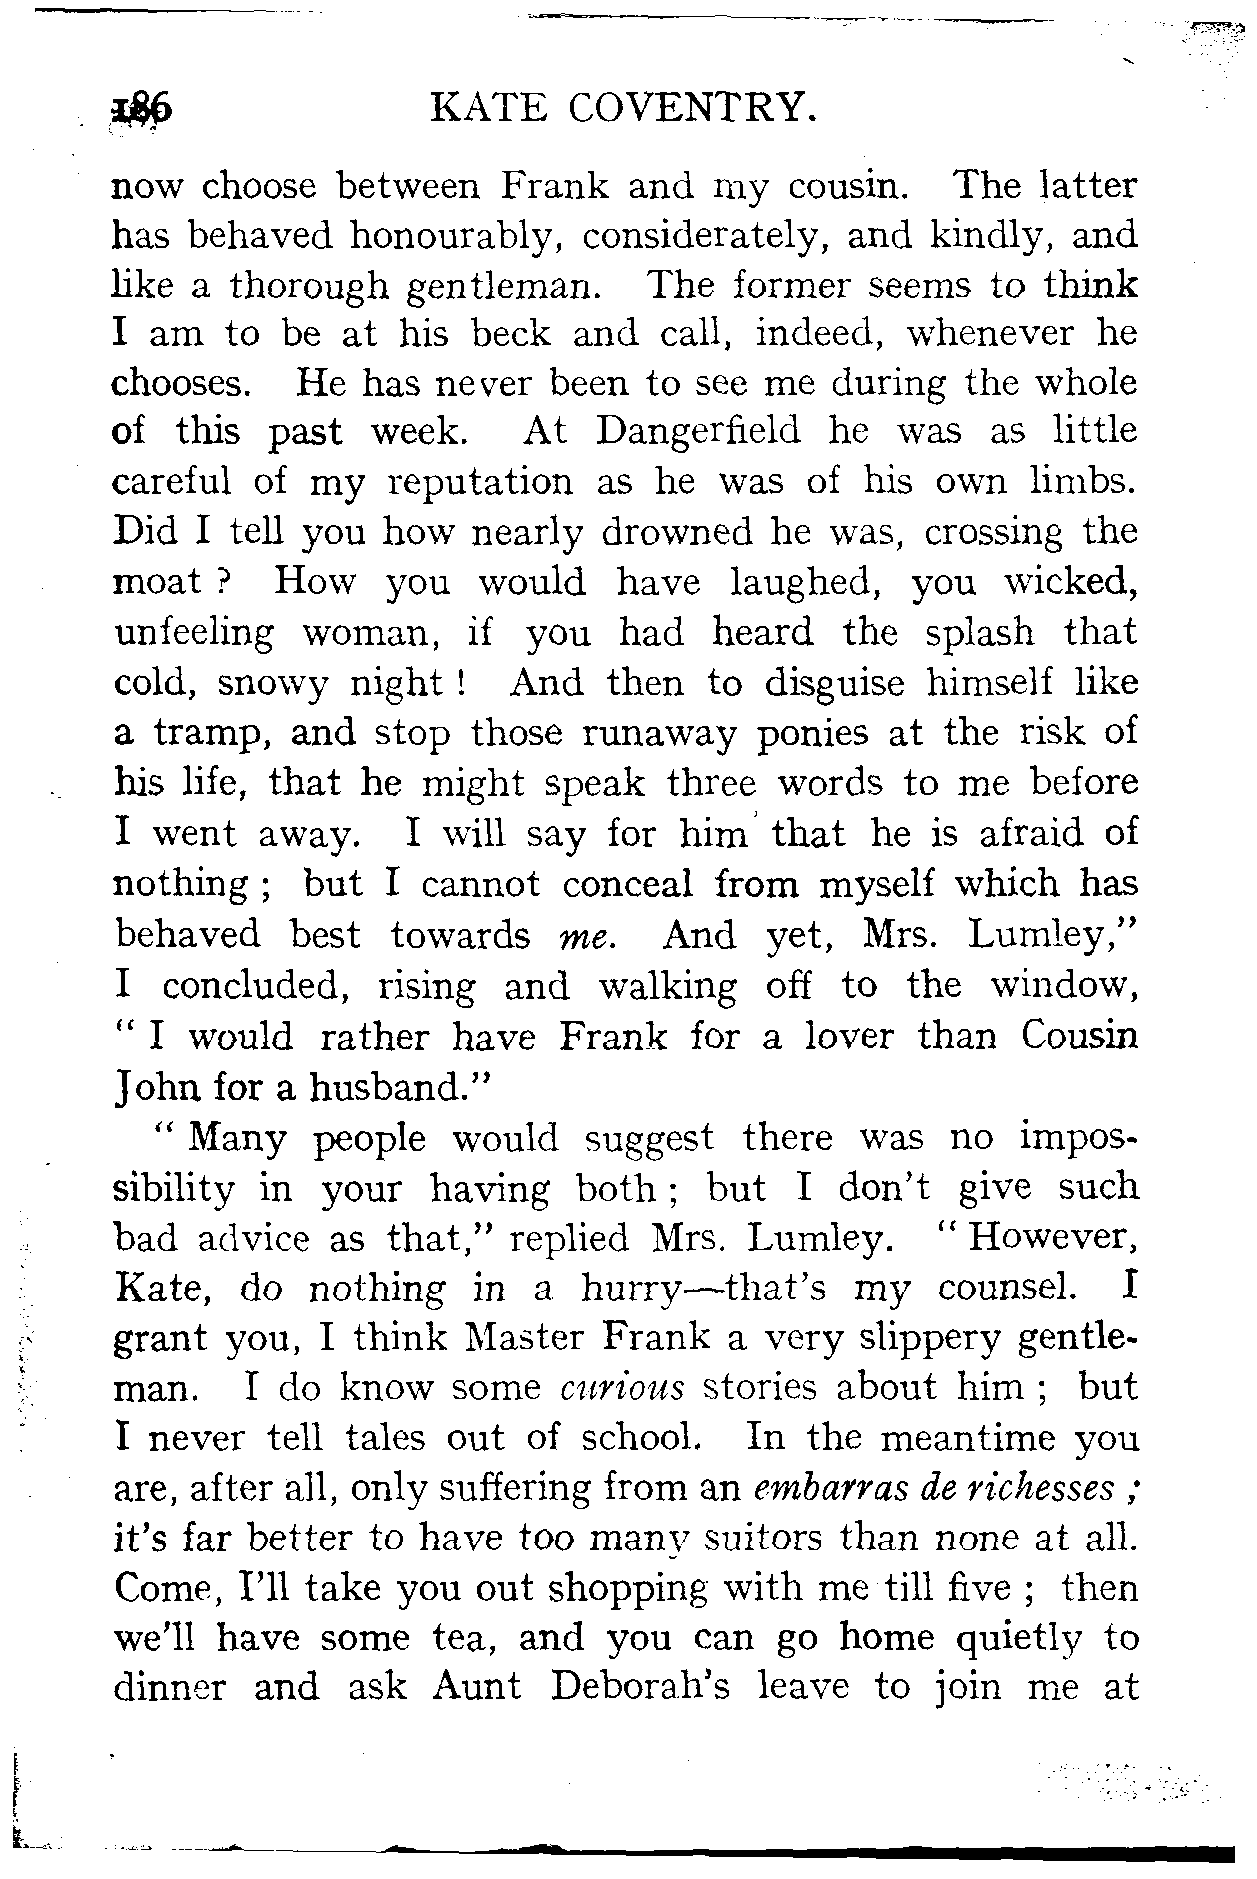 186 KATE COVENTRY.
now choose between Frank and my cousin. The latter
has behaved honourably, considerately, and kindly, and
like a thorough gentleman. The former seems to think
I am to be at his beck and call, indeed, whenever he
chooses. He has never been to see me during the whole
of this past week. At Dangerfield he was as little
careful of my reputation as he was of his own limbs.
Did I tell you how nearly drowned he was, crossing the
moat ? How you would have laughed, you wicked,
unfeeling woman, if you had heard the splash that
cold, snowy night ! And then to disguise himself like
a tramp, and stop those runaway ponies at the risk of
his life, that he might speak three words to me before
I went away. I will say for him that he is afraid of
nothing ; but I cannot conceal from myself which has
behaved best towards me. And yet, Mrs. Lumley,"
I concluded, rising and walking off to the window,
" I would rather have Frank for a lover than Cousin
John for a husband."
" Many people would suggest there was no impos-
sibility in your having both ; but I don't give such
bad advice as that," replied Mrs. Lumley. " However,
Kate, do nothing in a hurry—that's my counsel. I
grant you, I think Master Frank a very slippery gentle-
man. I do know some curious stories about him ; but
I never tell tales out of school. In the meantime you
are, after all, only suffering from an embarras de richesses ;
it's far better to have too many suitors than none at all.
Come, I'll take you out shopping with me till five ; then
we'll have some tea, and you can go home quietly to
dinner and ask Aunt Deborah's leave to join me at